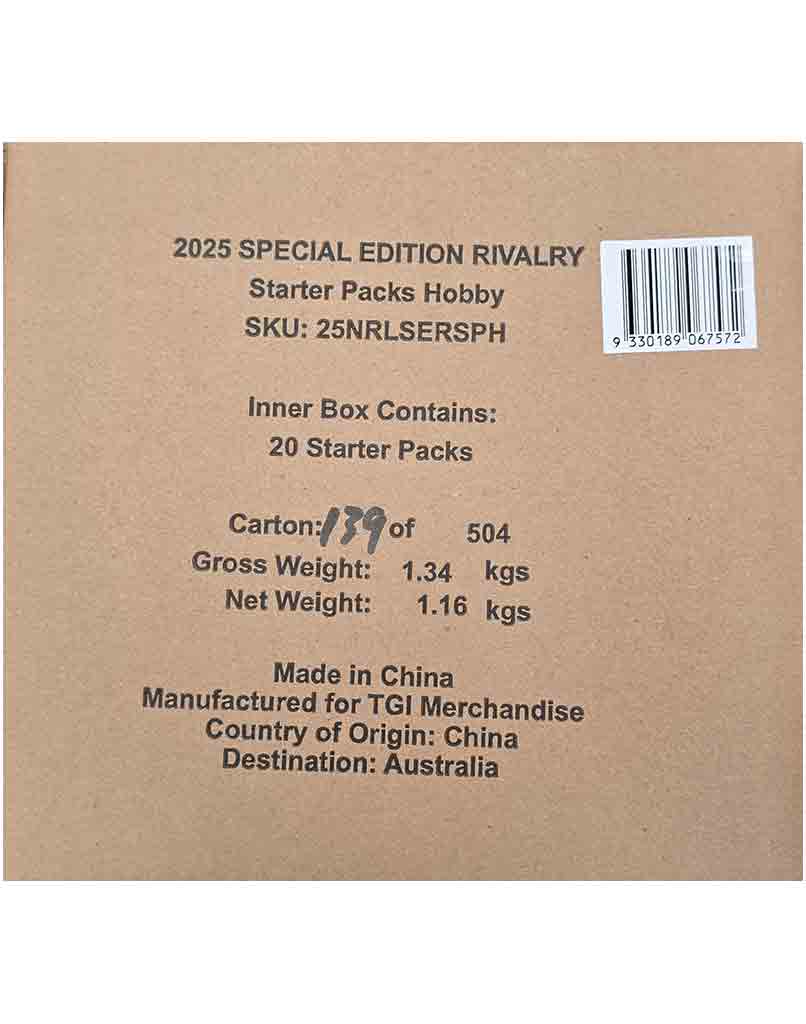 2025 SPECIAL EDITION RIVALRY
Starter Packs Hobby
SKU: 25NRLSERSPH
9 330189 067572
Inner Box Contains:
20 Starter Packs
Carton: 139 of 504
Gross Weight: 1.34 kgs
Net Weight: 1.16 kgs
Made in China
Manufactured for TGI Merchandise
Country of Origin: China
Destination: Australia